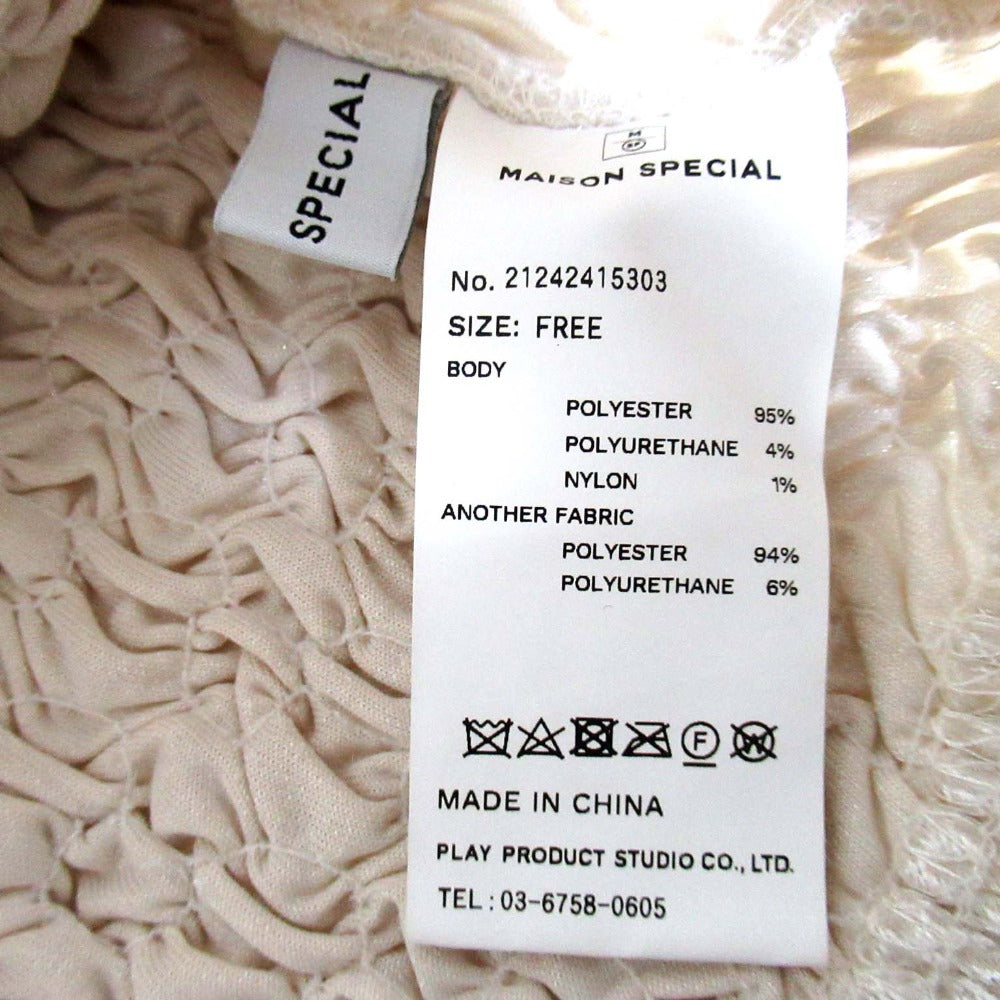 SPECIAL
M
SP
MAISON SPECIAL
No. 21242415303
SIZE: FREE
BODY
POLYESTER 95%
POLYURETHANE 4%
NYLON 1%
ANOTHER FABRIC
POLYESTER 94%
POLYURETHANE 6%
F W
MADE IN CHINA
PLAY PRODUCT STUDIO CO., LTD.
TEL : 03-6758-0605